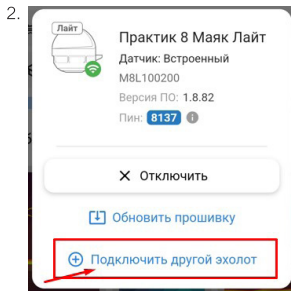 2.
Лайт
Практик 8 Маяк Лайт
Датчик: Встроенный
M8L100200
Версия ПО: 1.8.82
Пин: 8137 i
× Отключить
Обновить прошивку
Подключить другой эхолот